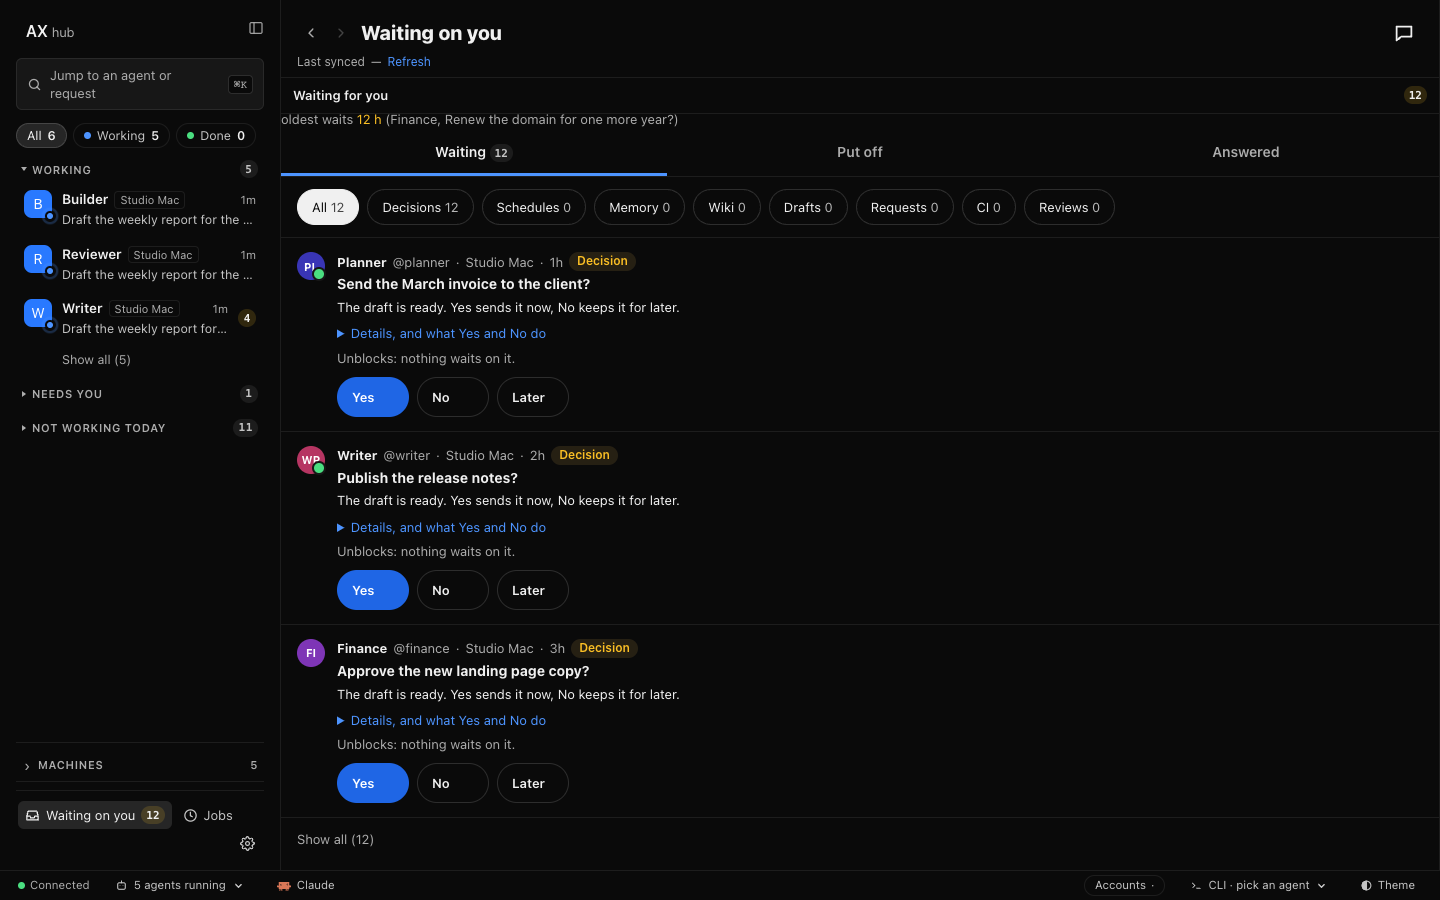 AX hub
Jump to an agent or
request
⌘K
All 6
Working 5
Done 0
WORKING 5
B
Builder Studio Mac 1m
Draft the weekly report for the ...
R
Reviewer Studio Mac 1m
Draft the weekly report for the ...
W
Writer Studio Mac 1m
Draft the weekly report for... 4
Show all (5)
NEEDS YOU 1
NOT WORKING TODAY 11
MACHINES 5
Waiting on you 12
Jobs
Waiting on you
Last synced — Refresh
Waiting for you 12
oldest waits 12 h (Finance, Renew the domain for one more year?)
Waiting 12
Put off
Answered
All 12
Decisions 12
Schedules 0
Memory 0
Wiki 0
Drafts 0
Requests 0
CI 0
Reviews 0
Planner @planner · Studio Mac · 1h Decision
Send the March invoice to the client?
The draft is ready. Yes sends it now, No keeps it for later.
Details, and what Yes and No do
Unblocks: nothing waits on it.
Yes
No
Later
Writer @writer · Studio Mac · 2h Decision
Publish the release notes?
The draft is ready. Yes sends it now, No keeps it for later.
Details, and what Yes and No do
Unblocks: nothing waits on it.
Yes
No
Later
FI
Finance @finance · Studio Mac · 3h Decision
Approve the new landing page copy?
The draft is ready. Yes sends it now, No keeps it for later.
Details, and what Yes and No do
Unblocks: nothing waits on it.
Yes
No
Later
Show all (12)
Connected
5 agents running
Claude
Accounts ·
CLI · pick an agent
Theme